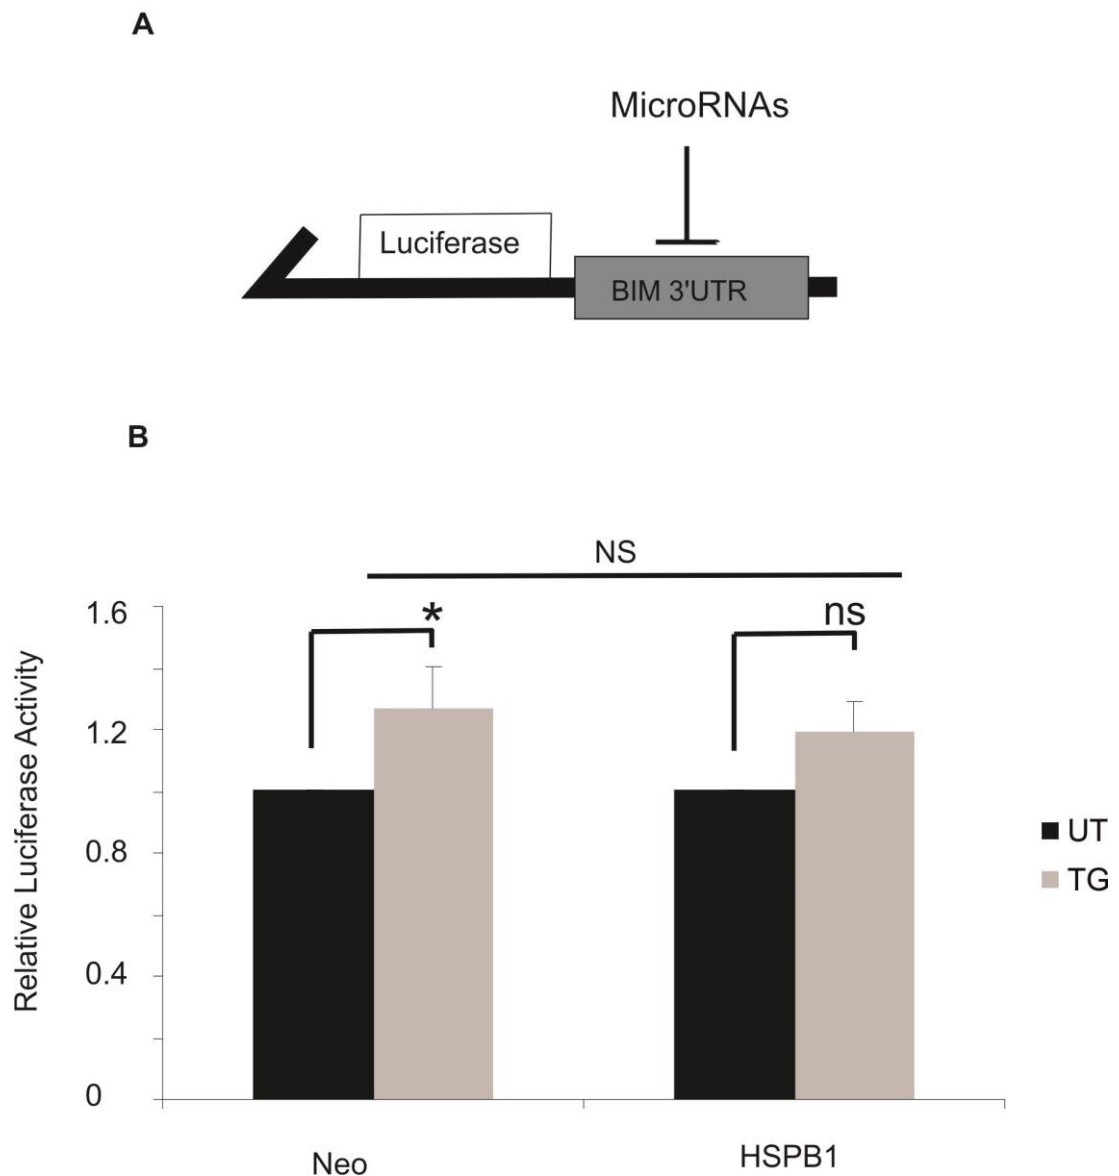 A
MicroRNAs
Luciferase
BIM 3'UTR
B
NS
* ns
1.6
1.2
0.8
0.4
0
Relative Luciferase Activity
UT
TG
Neo HSPB1